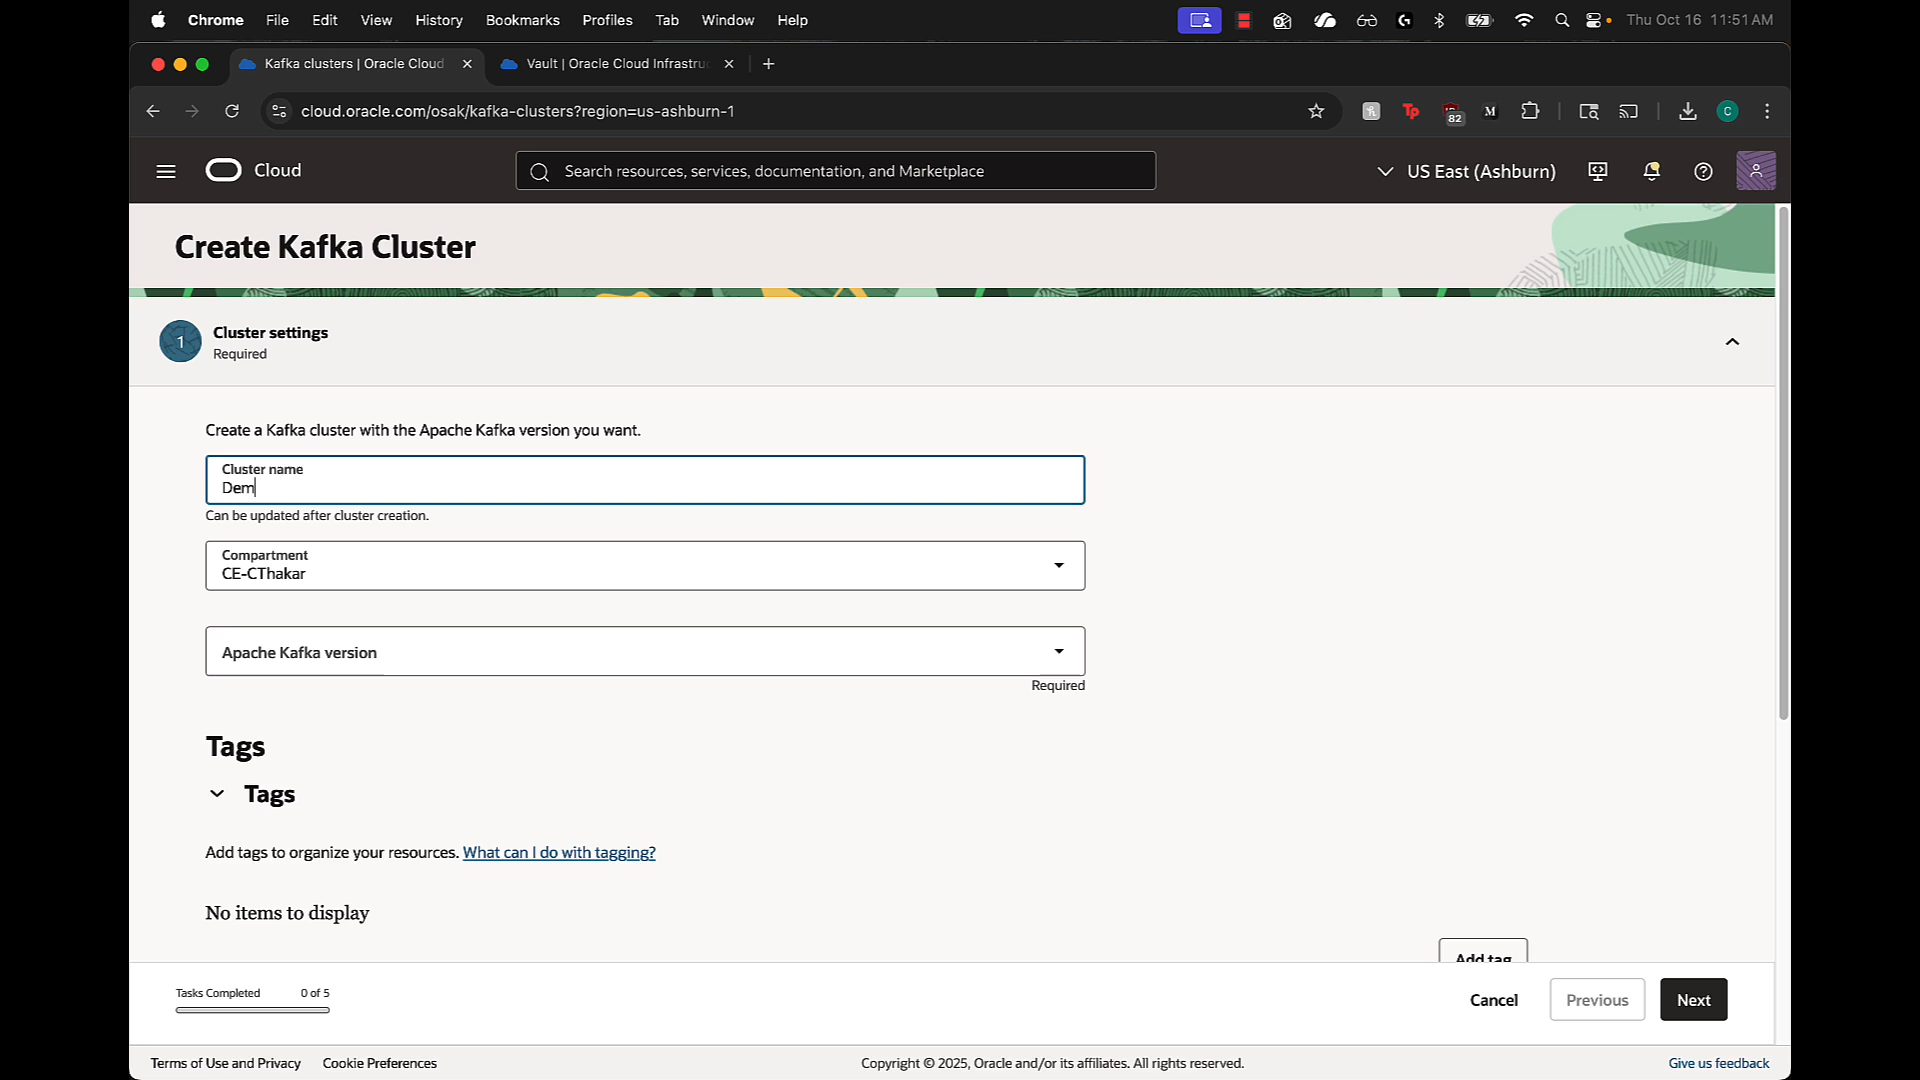 Chrome File Edit View History Bookmarks Profiles Tab Window Help Thu Oct 16 11:51 AM
Kafka clusters | Oracle Cloud
Vault | Oracle Cloud Infrastru
cloud.oracle.com/osak/kafka-clusters?region=us-ashburn-1
Tp
82
M
C
Cloud
Search resources, services, documentation, and Marketplace
US East (Ashburn)
Create Kafka Cluster
1
Cluster settings
Required
Create a Kafka cluster with the Apache Kafka version you want.
Cluster name
Dem
Can be updated after cluster creation.
Compartment
CE-CThakar
Apache Kafka version
Required
Tags
Tags
Add tags to organize your resources. What can I do with tagging?
No items to display
Add tag
Tasks Completed 0 of 5
Cancel
Previous
Next
Terms of Use and Privacy
Cookie Preferences
Copyright © 2025, Oracle and/or its affiliates. All rights reserved.
Give us feedback